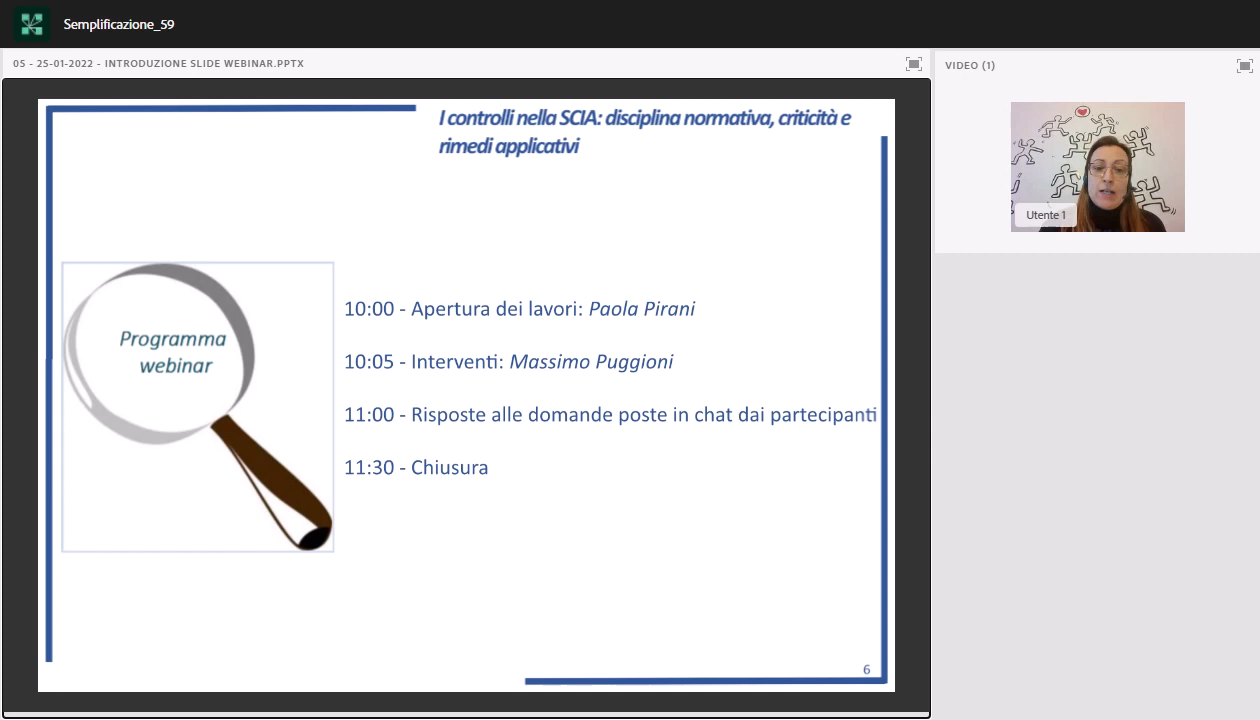 Semplificazione_59
05 - 25-01-2022 - INTRODUZIONE SLIDE WEBINAR.PPTX
VIDEO (1)
I controlli nella SCIA: disciplina normativa, criticità e
rimedi applicativi
Programma
webinar
10:00 - Apertura dei lavori: Paola Pirani
10:05 - Interventi: Massimo Puggioni
11:00 - Risposte alle domande poste in chat dai partecipanti
11:30 - Chiusura
6
Utente 1